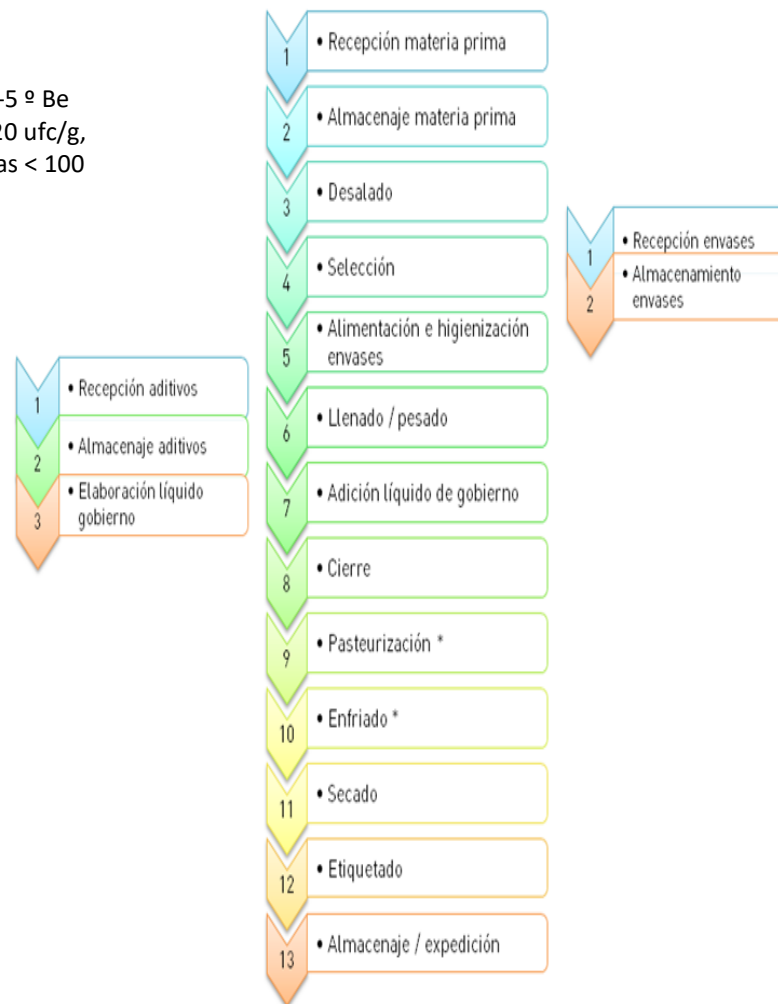 -5 º Be
20 ufc/g,
as < 100
1
• Recepción materia prima
2
• Almacenaje materia prima
3
• Desalado
4
• Selección
5
• Alimentación e higienización
envases
6
• Llenado / pesado
7
• Adición líquido de gobierno
8
• Cierre
9
• Pasteurización *
10
• Enfriado *
11
• Secado
12
• Etiquetado
13
• Almacenaje / expedición
1
• Recepción aditivos
2
• Almacenaje aditivos
3
• Elaboración líquido
gobierno
1
• Recepción envases
2
• Almacenamiento
envases